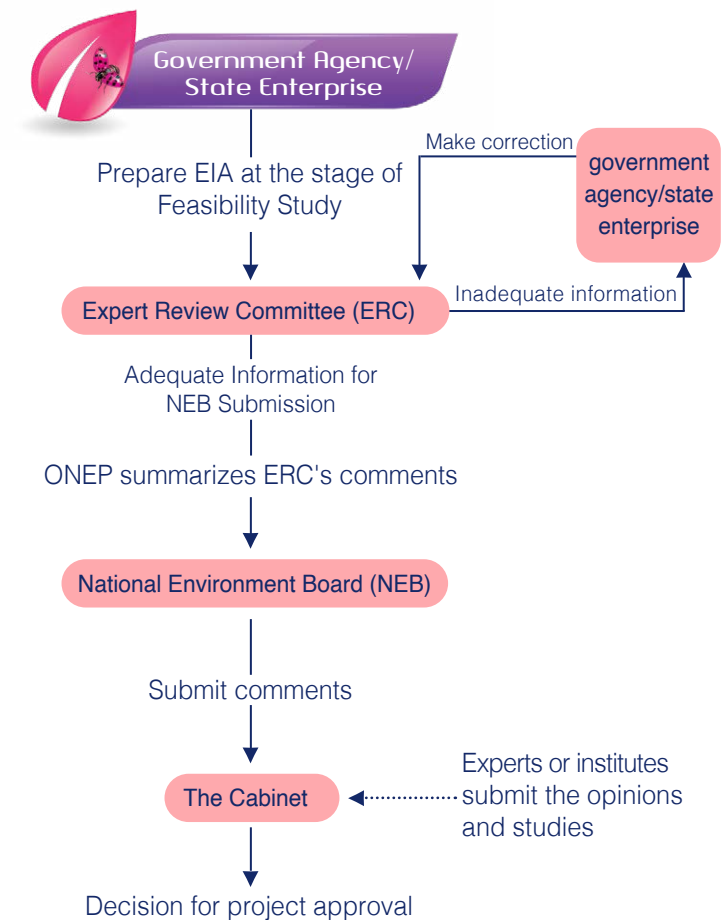 Government Agency/
State Enterprise
Prepare EIA at the stage of
Feasibility Study
Make correction
government
agency/state
enterprise
Expert Review Committee (ERC)
Inadequate information
Adequate Information for
NEB Submission
ONEP summarizes ERC's comments
National Environment Board (NEB)
Submit comments
The Cabinet
Experts or institutes
submit the opinions
and studies
Decision for project approval